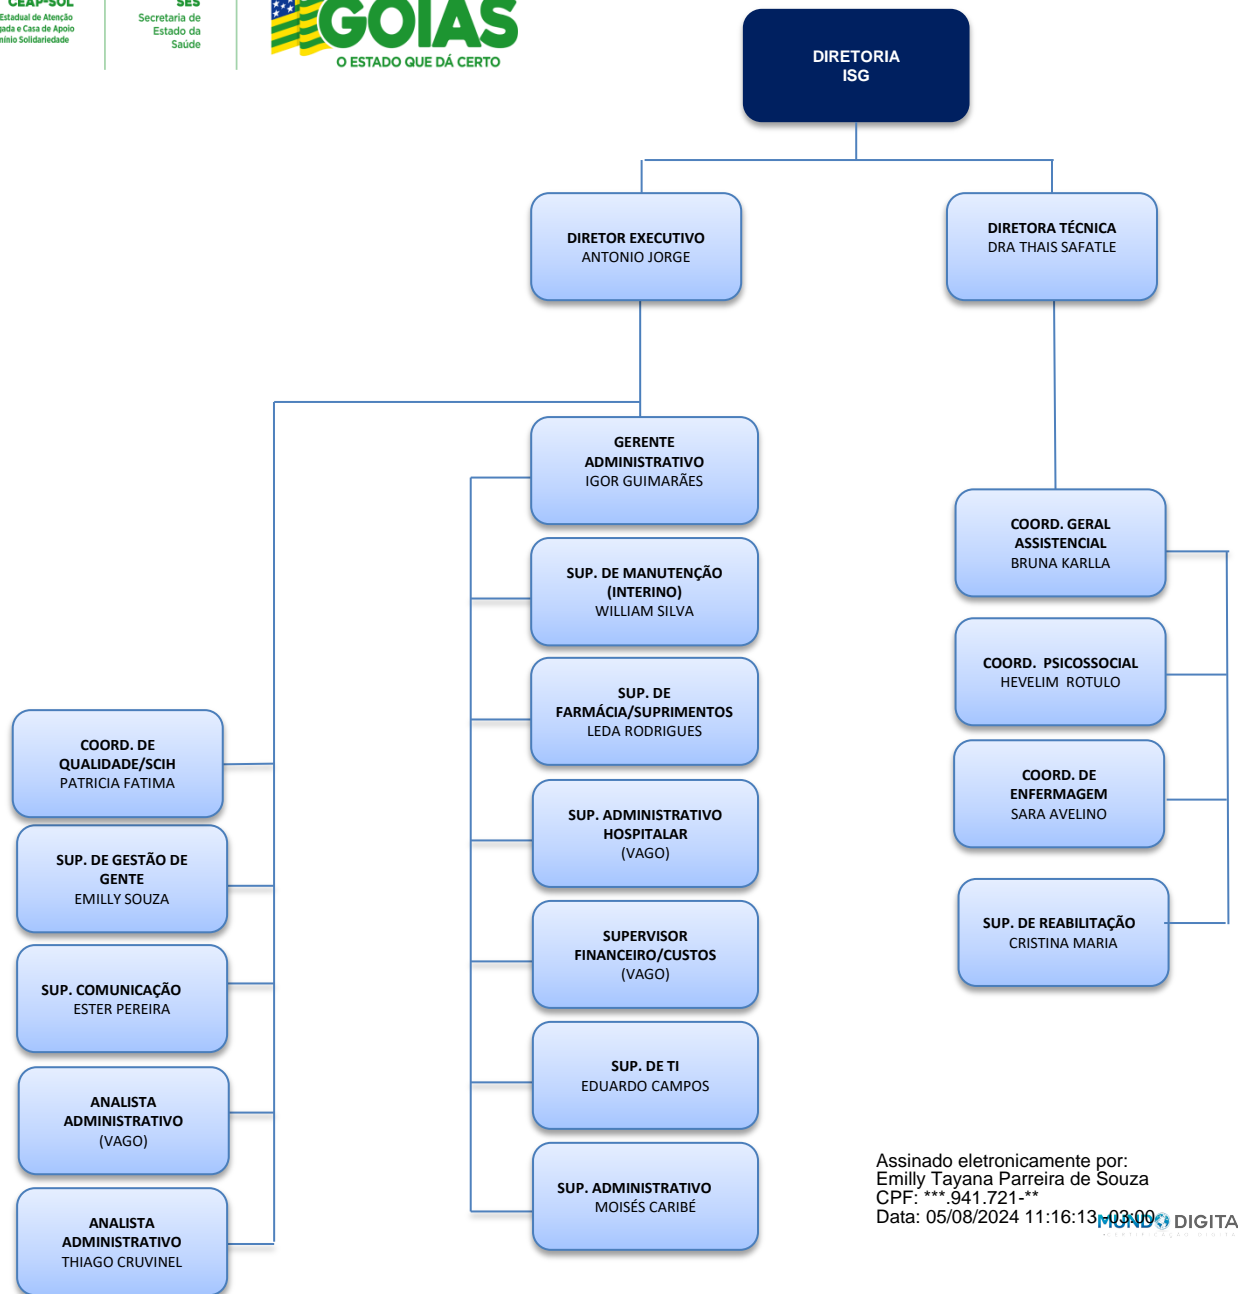 CEAP-SOL
Estadual de Atenção
e Casa de Apoio
Solidariedade
SES
Secretaria de
Estado da
Saúde
GOIÁS
O ESTADO QUE DÁ CERTO
DIRETORIA
ISG
DIRETOR EXECUTIVO
ANTONIO JORGE
DIRETORA TÉCNICA
DRA THAIS SAFATLE
GERENTE
ADMINISTRATIVO
IGOR GUIMARÃES
SUP. DE MANUTENÇÃO
(INTERINO)
WILLIAM SILVA
SUP. DE
FARMÁCIA/SUPRIMENTOS
LEDA RODRIGUES
SUP. ADMINISTRATIVO
HOSPITALAR
(VAGO)
SUPERVISOR
FINANCEIRO/CUSTOS
(VAGO)
SUP. DE TI
EDUARDO CAMPOS
SUP. ADMINISTRATIVO
MOISÉS CARIBÉ
COORD. DE
QUALIDADE/SCIH
PATRICIA FATIMA
SUP. DE GESTÃO DE
GENTE
EMILLY SOUZA
SUP. COMUNICAÇÃO
ESTER PEREIRA
ANALISTA
ADMINISTRATIVO
(VAGO)
ANALISTA
ADMINISTRATIVO
THIAGO CRUVINEL
COORD. GERAL
ASSISTENCIAL
BRUNA KARLLA
COORD. PSICOSSOCIAL
HEVELIM ROTULO
COORD. DE
ENFERMAGEM
SARA AVELINO
SUP. DE REABILITAÇÃO
CRISTINA MARIA
Assinado eletronicamente por:
Emilly Tayana Parreira de Souza
CPF: ***.941.721-**
Data: 05/08/2024 11:16:13 -03:00
MUNDO DIGITA